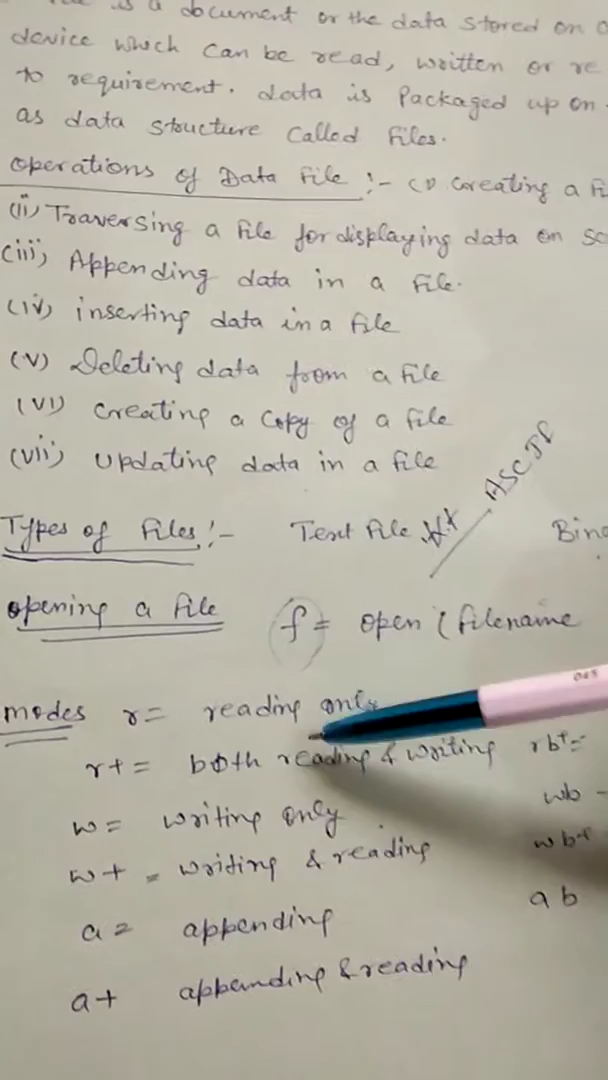 is a document or the data stored on
device which can be read, written or re
to requirement. data is Packaged up on
as data structure Called files.
operations of Data file :- (i) Creating a fi
(ii) Traversing a file for displaying data on sc
(iii) Appending data in a file.
(iv) inserting data in a file
(v) Deleting data from a file
(vi) Creating a Copy of a file
(vii) Updating data in a file
Types of files :- Text file ASCII Bina
opening a file f = open (filename
modes r = reading only
r+ = both reading & writing rb+ =
w = writing only wb -
w+ = writing & reading wb+
a = appending ab
a+ appending & reading